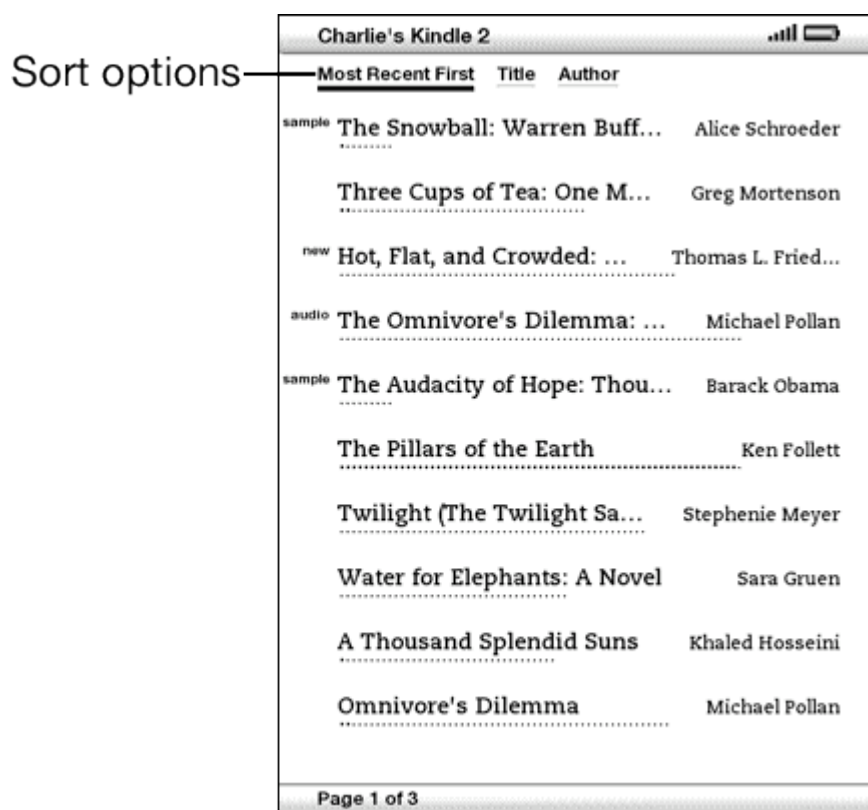 Charlie's Kindle 2
Sort options
Most Recent First Title Author
sample The Snowball: Warren Buff... Alice Schroeder
Three Cups of Tea: One M... Greg Mortenson
new Hot, Flat, and Crowded: ... Thomas L. Fried...
audio The Omnivore's Dilemma: ... Michael Pollan
sample The Audacity of Hope: Thou... Barack Obama
The Pillars of the Earth Ken Follett
Twilight (The Twilight Sa... Stephenie Meyer
Water for Elephants: A Novel Sara Gruen
A Thousand Splendid Suns Khaled Hosseini
Omnivore's Dilemma Michael Pollan
Page 1 of 3